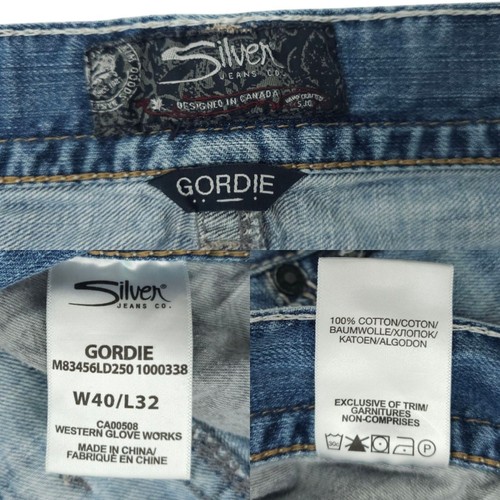 Silver
JEANS CO.
DESIGNED IN CANADA
GORDIE
Silver®
JEANS CO.
GORDIE
M83456LD250 1000338
W40/L32
CA00508
WESTERN GLOVE WORKS
MADE IN CHINA/
FABRIQUÉ EN CHINE
100% COTTON/COTON/
BAUMWOLLE/ХЛОПОК/
KATOEN/ALGODON
EXCLUSIVE OF TRIM/
GARNITURES
NON-COMPRISES
P